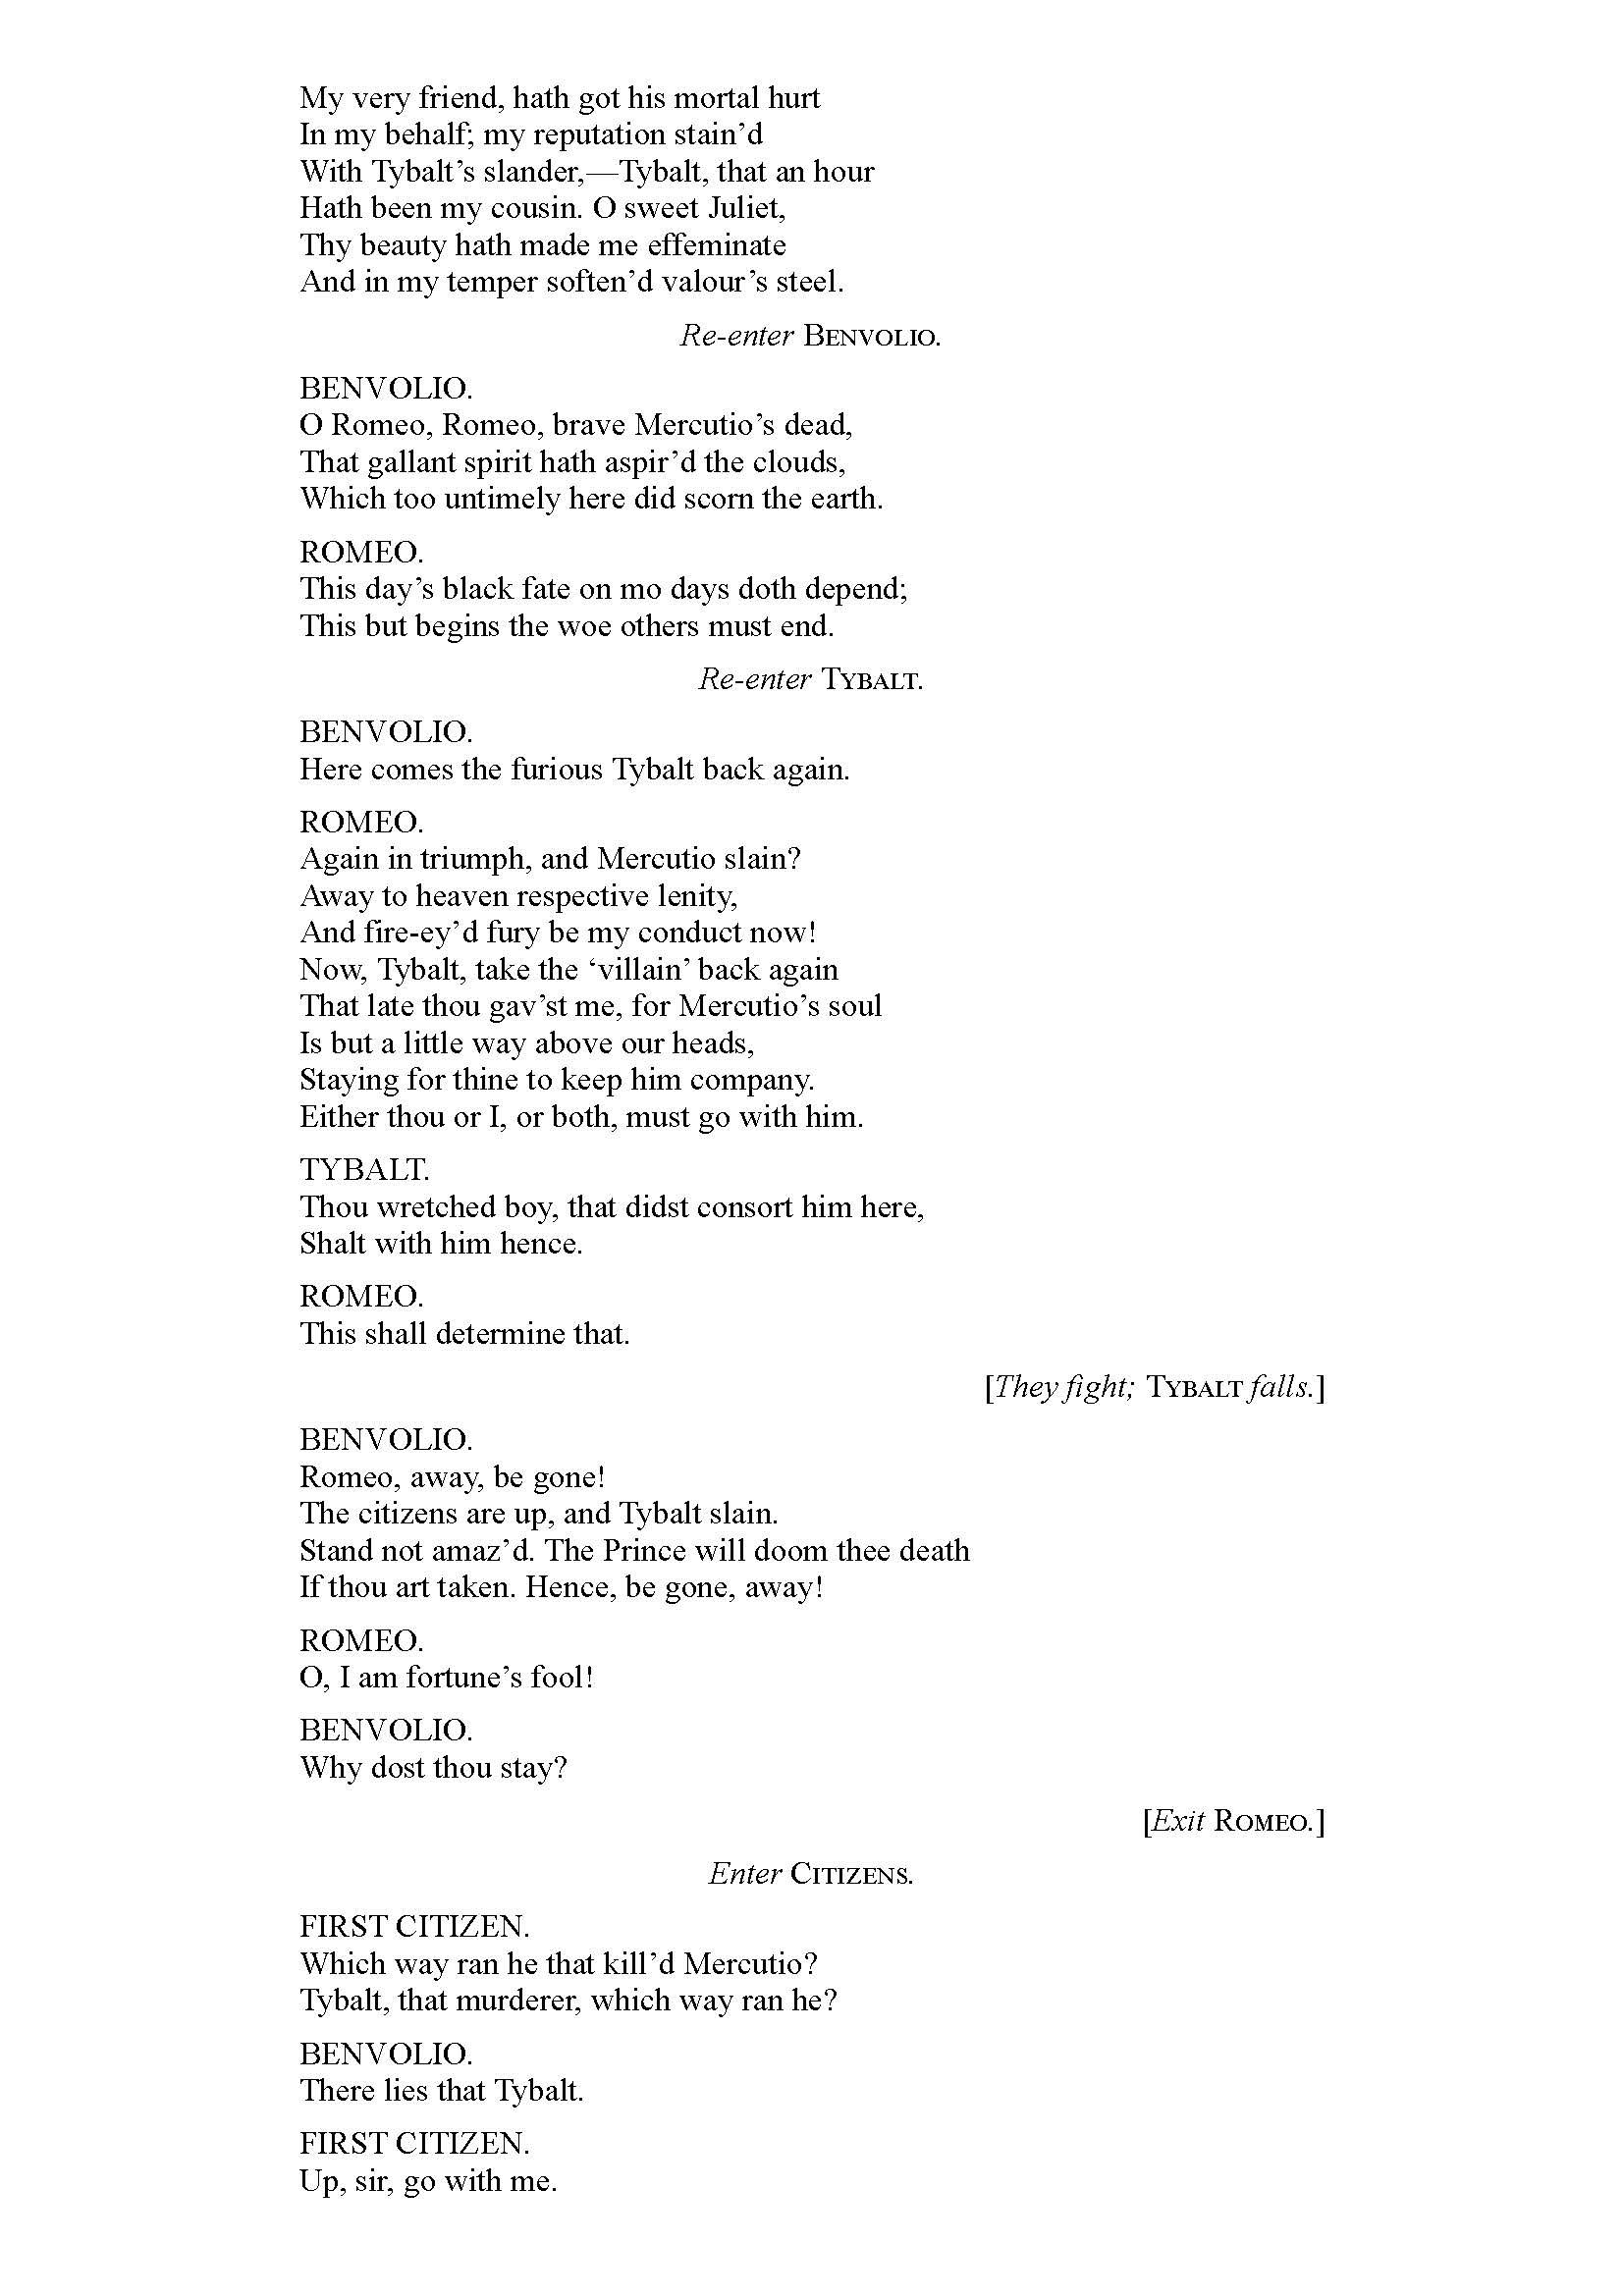 My very friend, hath got his mortal hurt
In my behalf; my reputation stain’d
With Tybalt’s slander,—Tybalt, that an hour
Hath been my cousin. O sweet Juliet,
Thy beauty hath made me effeminate
And in my temper soften’d valour’s steel.
Re-enter BENVOLIO.
BENVOLIO.
O Romeo, Romeo, brave Mercutio’s dead,
That gallant spirit hath aspir’d the clouds,
Which too untimely here did scorn the earth.
ROMEO.
This day’s black fate on mo days doth depend;
This but begins the woe others must end.
Re-enter TYBALT.
BENVOLIO.
Here comes the furious Tybalt back again.
ROMEO.
Again in triumph, and Mercutio slain?
Away to heaven respective lenity,
And fire-ey’d fury be my conduct now!
Now, Tybalt, take the ‘villain’ back again
That late thou gav’st me, for Mercutio’s soul
Is but a little way above our heads,
Staying for thine to keep him company.
Either thou or I, or both, must go with him.
TYBALT.
Thou wretched boy, that didst consort him here,
Shalt with him hence.
ROMEO.
This shall determine that.
[They fight; TYBALT falls.]
BENVOLIO.
Romeo, away, be gone!
The citizens are up, and Tybalt slain.
Stand not amaz’d. The Prince will doom thee death
If thou art taken. Hence, be gone, away!
ROMEO.
O, I am fortune’s fool!
BENVOLIO.
Why dost thou stay?
[Exit ROMEO.]
Enter CITIZENS.
FIRST CITIZEN.
Which way ran he that kill’d Mercutio?
Tybalt, that murderer, which way ran he?
BENVOLIO.
There lies that Tybalt.
FIRST CITIZEN.
Up, sir, go with me.